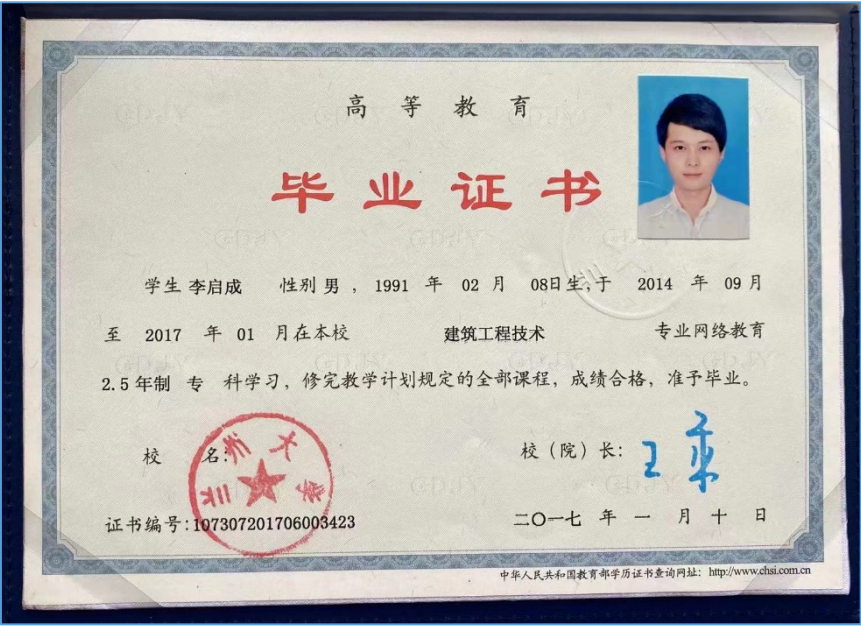 高等教育
毕业证书
学生 李启成 性别 男 , 1991 年 02 月 08日生,于 2014 年 09月
至 2017 年 01 月在本校 建筑工程技术 专业网络教育
2.5 年制 专 科学习，修完教学计划规定的全部课程，成绩合格，准予毕业。
校 名: 校（院）长:
兰州大学
证书编号:107307201706003423 二〇一七 年 一 月 十 日
中华人民共和国教育部学历证书查询网址: http://www.chsi.com.cn